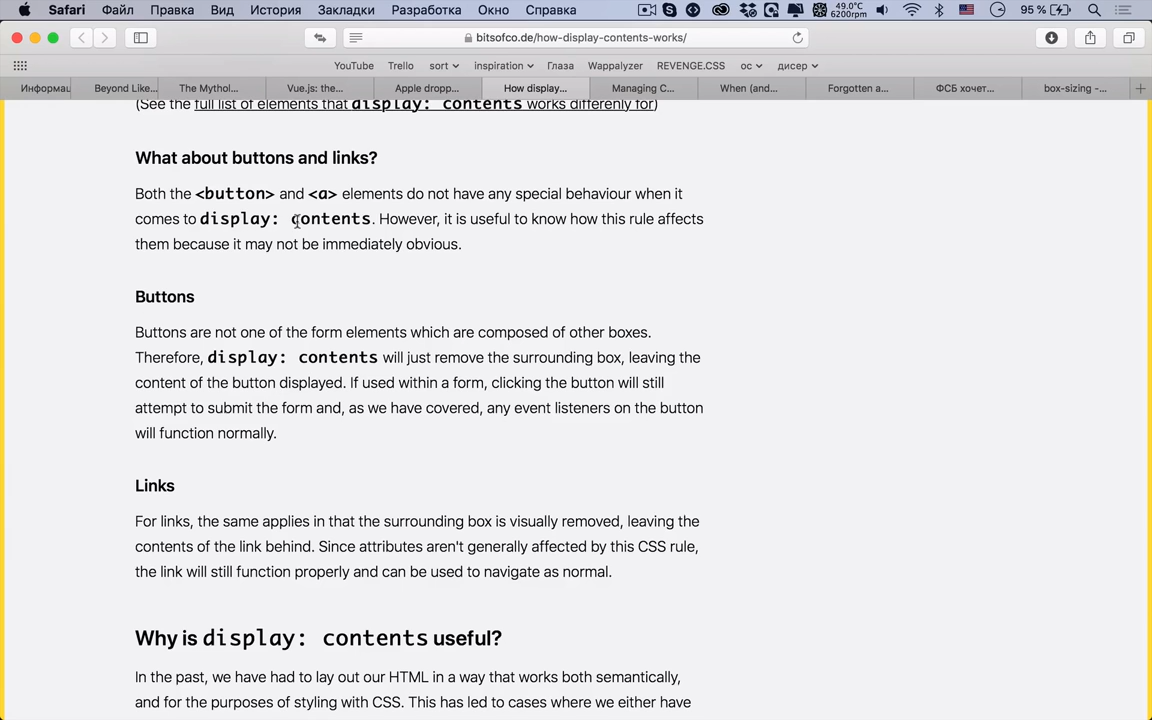 Safari Файл Правка Вид История Закладки Разработка Окно Справка 49.0°C 6200rpm 95 %
bitsofco.de/how-display-contents-works/
YouTube Trello sort inspiration Глаза Wappalyzer REVENGE.CSS ос дисер
Информац Beyond Like... The Mythol... Vue.js: the... Apple dropp... How display... Managing C... When (and... Forgotten a... ФСБ хочет... box-sizing -...
(See the full list of elements that display: contents works differently for)
What about buttons and links?
Both the <button> and <a> elements do not have any special behaviour when it
comes to display: contents. However, it is useful to know how this rule affects
them because it may not be immediately obvious.
Buttons
Buttons are not one of the form elements which are composed of other boxes.
Therefore, display: contents will just remove the surrounding box, leaving the
content of the button displayed. If used within a form, clicking the button will still
attempt to submit the form and, as we have covered, any event listeners on the button
will function normally.
Links
For links, the same applies in that the surrounding box is visually removed, leaving the
contents of the link behind. Since attributes aren't generally affected by this CSS rule,
the link will still function properly and can be used to navigate as normal.
Why is display: contents useful?
In the past, we have had to lay out our HTML in a way that works both semantically,
and for the purposes of styling with CSS. This has led to cases where we either have